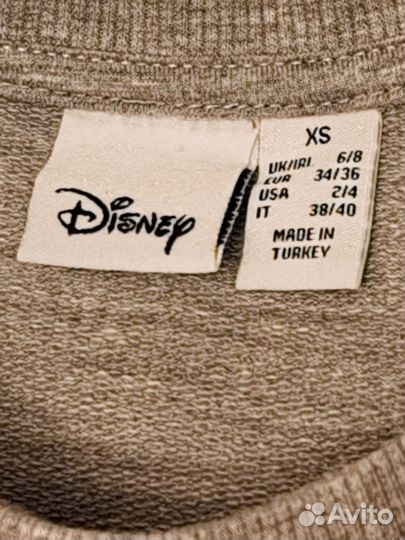 Disney
XS
UK/IRL 6/8
EUR 34/36
USA 2/4
IT 38/40
MADE IN
TURKEY
Avito